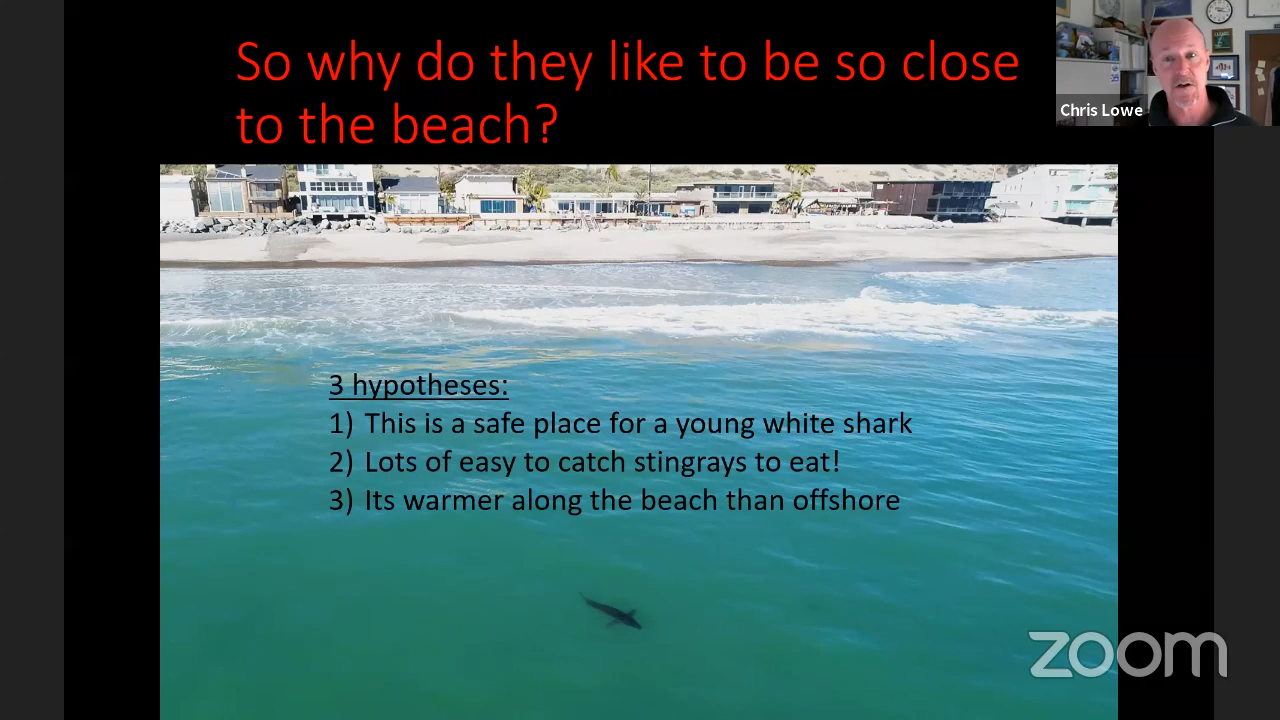 So why do they like to be so close
to the beach?
Chris Lowe
3 hypotheses:
1) This is a safe place for a young white shark
2) Lots of easy to catch stingrays to eat!
3) Its warmer along the beach than offshore
zoom